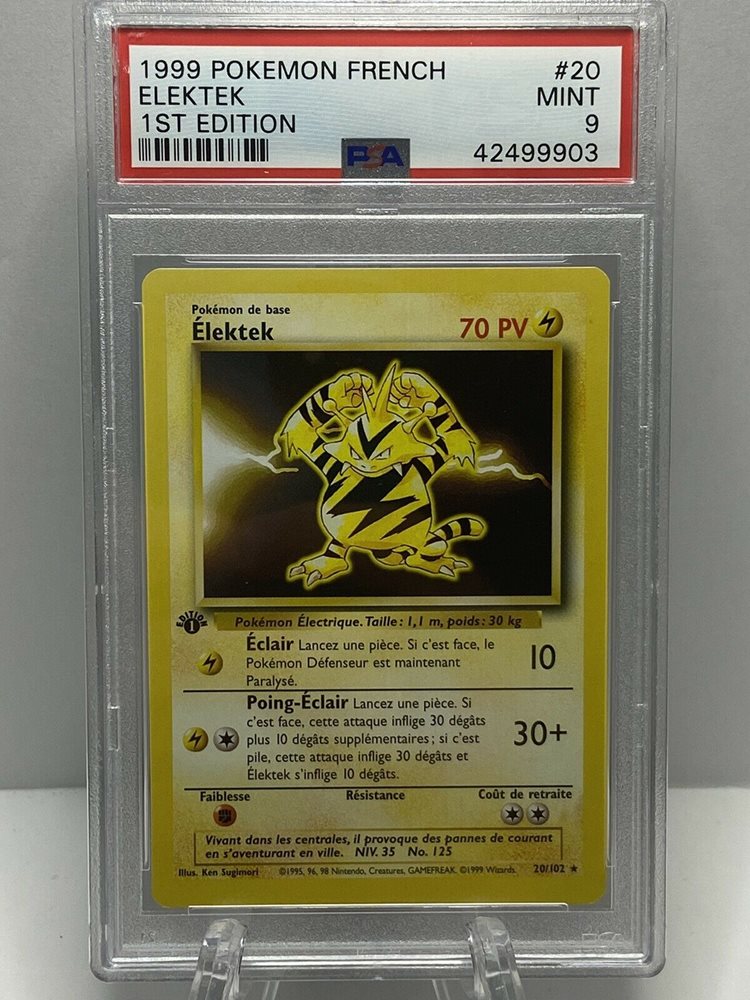 1999 POKEMON FRENCH #20
ELEKTEK MINT
1ST EDITION 9
PSA 42499903
Pokémon de base
Élektek 70 PV
EDITION 1
Pokémon Électrique. Taille: 1,1 m, poids: 30 kg
Éclair Lancez une pièce. Si c'est face, le
Pokémon Défenseur est maintenant
Paralysé.
10
Poing-Éclair Lancez une pièce. Si
c'est face, cette attaque inflige 30 dégâts
plus 10 dégâts supplémentaires; si c'est
pile, cette attaque inflige 30 dégâts et
Élektek s'inflige 10 dégâts.
30+
Faiblesse Résistance Coût de retraite
Vivant dans les centrales, il provoque des pannes de courant
en s'aventurant en ville. NIV. 35 No. 125
Illus. Ken Sugimori ©1995, 96, 98 Nintendo, Creatures, GAMEFREAK. ©1999 Wizards. 20/102 ★
PSA